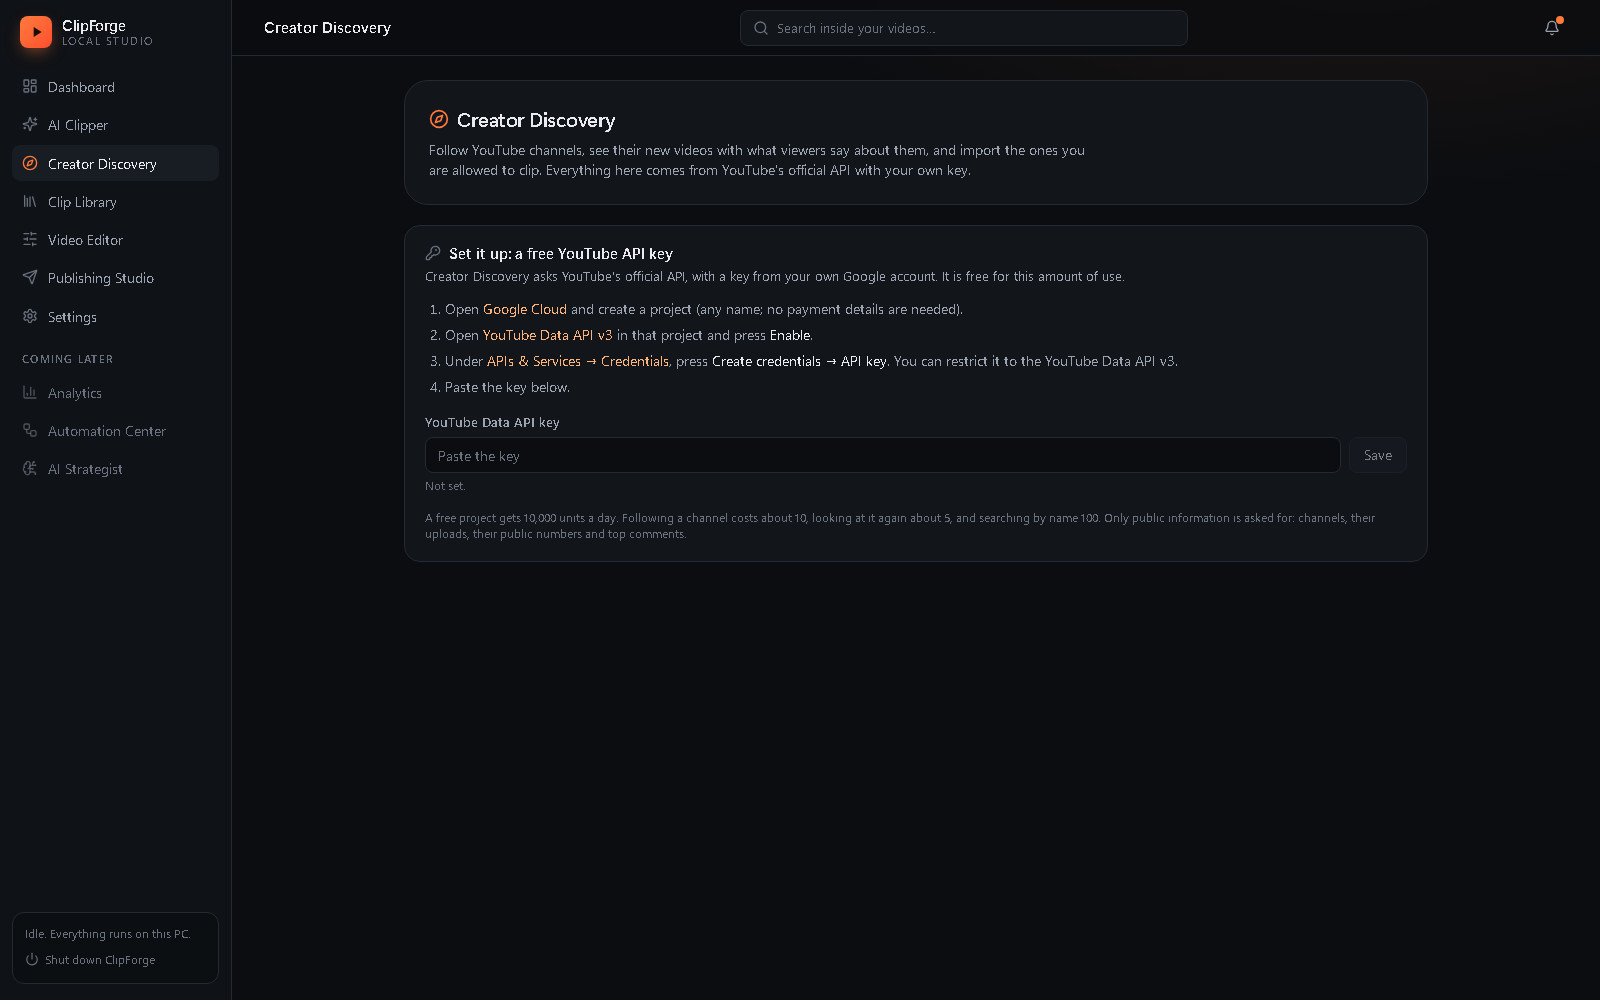 ClipForge
LOCAL STUDIO
Dashboard
AI Clipper
Creator Discovery
Clip Library
Video Editor
Publishing Studio
Settings
COMING LATER
Analytics
Automation Center
AI Strategist
Idle. Everything runs on this PC.
Shut down ClipForge
Creator Discovery
Search inside your videos...
Creator Discovery
Follow YouTube channels, see their new videos with what viewers say about them, and import the ones you
are allowed to clip. Everything here comes from YouTube's official API with your own key.
Set it up: a free YouTube API key
Creator Discovery asks YouTube's official API, with a key from your own Google account. It is free for this amount of use.
1. Open Google Cloud and create a project (any name; no payment details are needed).
2. Open YouTube Data API v3 in that project and press Enable.
3. Under APIs & Services → Credentials, press Create credentials → API key. You can restrict it to the YouTube Data API v3.
4. Paste the key below.
YouTube Data API key
Paste the key
Save
Not set.
A free project gets 10,000 units a day. Following a channel costs about 10, looking at it again about 5, and searching by name 100. Only public information is asked for: channels, their
uploads, their public numbers and top comments.